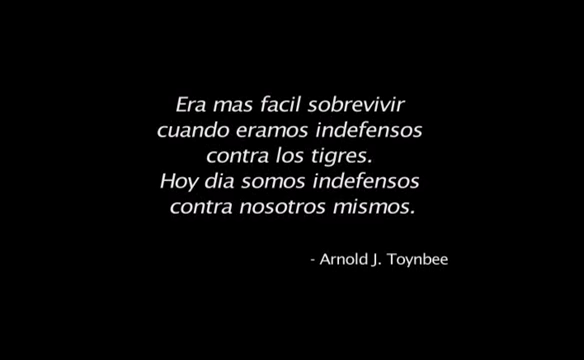 Era mas facil sobrevivir
cuando eramos indefensos
contra los tigres.
Hoy dia somos indefensos
contra nosotros mismos.
- Arnold J. Toynbee